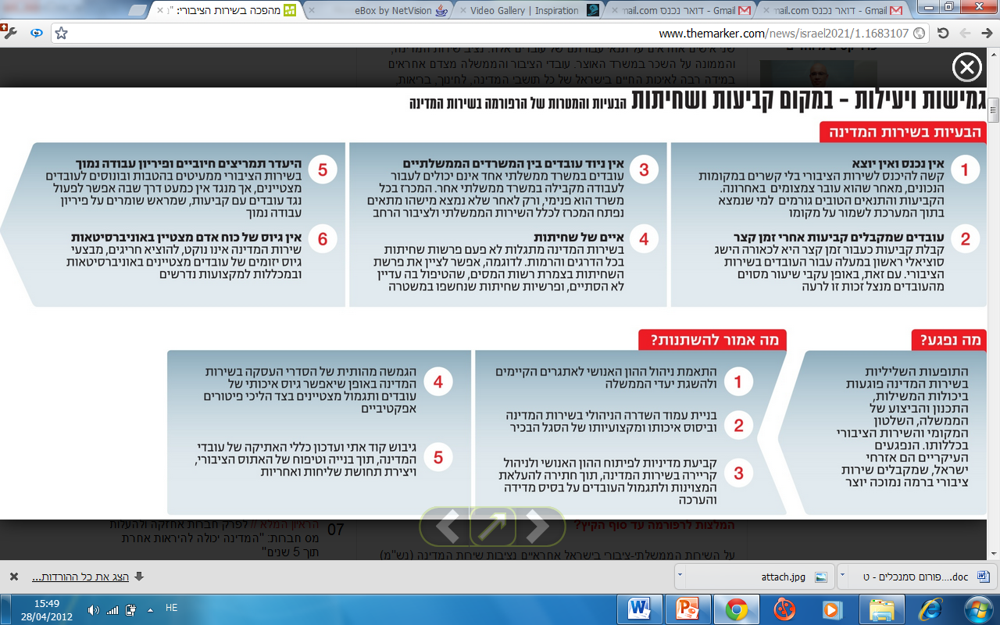 מהפכה בשירות הציבורי: "נ
eBox by NetVision
Video Gallery | Inspiration
דואר נכנס - Gmail
דואר נכנס - Gmail
www.themarker.com/news/israel2021/1.1683107
והממונה על השכר במשרד האוצר. עובדי הציבור והממשלה מצדם אחראים
במידה רבה לאיכות החיים בישראל של כל תושבי המדינה, לחינוך, בריאות,
גמישות ויעילות - במקום קביעות ושחיתות הבעיות והמטרות של הרפורמה בשירות המדינה
הבעיות בשירות המדינה
1
אין נכנס ואין יוצא
קשה להיכנס לשירות הציבורי בלי קשרים במקומות
הנכונים, מאחר שהוא עובר צמצומים באחרונה.
הקביעות והתנאים הטובים גורמים למי שנמצא
בתוך המערכת לשמור על מקומו
2
עובדים שמקבלים קביעות אחרי זמן קצר
קבלת קביעות כעבור זמן קצר היא לכאורה הישג
סוציאלי ראשון במעלה עבור העובדים בשירות
הציבורי. עם זאת, באופן עקבי שיעור מסוים
מהעובדים מנצל זכות זו לרעה
3
אין ניוד עובדים בין המשרדים הממשלתיים
עובדים במשרד ממשלתי אחד אינם יכולים לעבור
לעבודה מקבילה במשרד ממשלתי אחר. המכרז בכל
משרד הוא פנימי, ורק לאחר שלא נמצא מישהו מתאים
נפתח המכרז לכלל השירות הממשלתי ולציבור הרחב
4
איים של שחיתות
בשירות המדינה מתגלות לא פעם פרשות שחיתות
בכל הדרגים והרמות. לדוגמה, אפשר לציין את פרשת
השחיתות בצמרת רשות המסים, שהטיפול בה עדיין
לא הסתיים, ופרשיות שחיתות שנחשפו במשטרה
5
היעדר תמריצים חיוביים ופיריון עבודה נמוך
בשירות הציבורי ממעיטים בהטבות ובונוסים לעובדים
מצטיינים, אך מנגד אין כמעט דרך שבה אפשר לפעול
נגד עובדים עם קביעות, שמראש שומרים על פיריון
עבודה נמוך
6
אין גיוס של כוח אדם מצטיין באוניברסיטאות
שירות המדינה אינו נוקט, להוציא חריגים, מבצעי
גיוס יזומים של עובדים מצטיינים באוניברסיטאות
ובמכללות למקצועות נדרשים
מה נפגע?
התופעות השליליות
בשירות המדינה פוגעות
ביכולות המשילות,
התכנון והביצוע של
הממשלה, השלטון
המקומי והשירות הציבורי
בכללותו. הנפגעים
העיקריים הם אזרחי
ישראל, שמקבלים שירות
ציבורי ברמה נמוכה יוצר
מה אמור להשתנות?
1
התאמת ניהול ההון האנושי לאתגרים הקיימים
ולהשגת יעדי הממשלה
2
בניית עמוד השדרה הניהולי בשירות המדינה
וביסוס איכותו ומקצועיותו של הסגל הבכיר
3
קביעת מדיניות לפיתוח ההון האנושי ולניהול
קריירה בשירות המדינה, תוך חתירה להעלאת
המצוינות ולתגמול העובדים על בסיס מדידה
והערכה
4
הגמשה מהותית של הסדרי העסקה בשירות
המדינה באופן שיאפשר גיוס איכותי של
עובדים ותגמול מצטיינים בצד הליכי פיטורים
אפקטיביים
5
גיבוש קוד אתי ועדכון כללי האתיקה של עובדי
המדינה, תוך בנייה וטיפוח של האתוס הציבורי,
ויצירת תחושת שליחות ואחריות
המלצות לרפורמה עד סוף הקיץ?
על השירות הממשלתי-ציבורי בישראל אחראיים נציבות שירות המדינה (נש"מ)
07
הראיון המלא // לפרק חברות אחזקה ולהעלות
מס חברות: "המדינה יכולה להיראות אחרת
תוך 5 שנים"
פורום סמנכלים - ט....doc
attach.jpg
הצג את כל ההורדות...
HE
15:49
28/04/2012